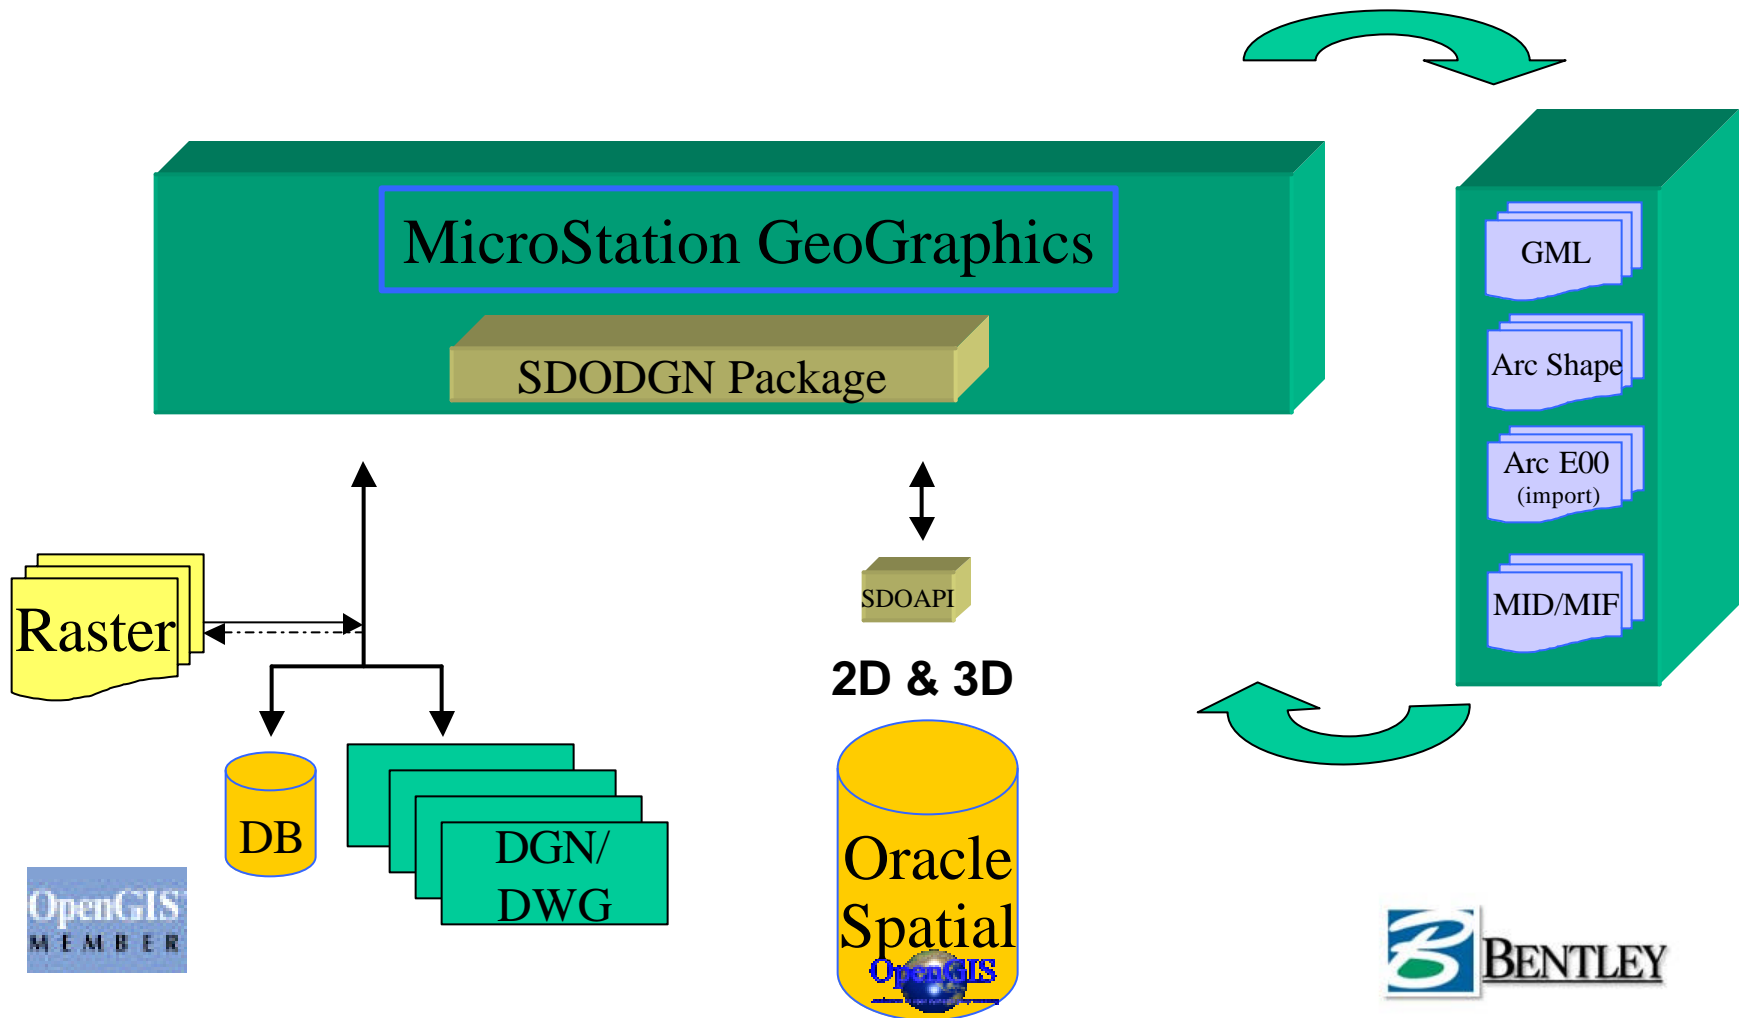 MicroStation GeoGraphics
SDODGN Package
GML
Arc Shape
Arc E00
(import)
MID/MIF
Raster
SDOAPI
2D & 3D
DB
DGN/
DWG
Oracle
Spatial
OpenGIS
OpenGIS
MEMBER
BENTLEY